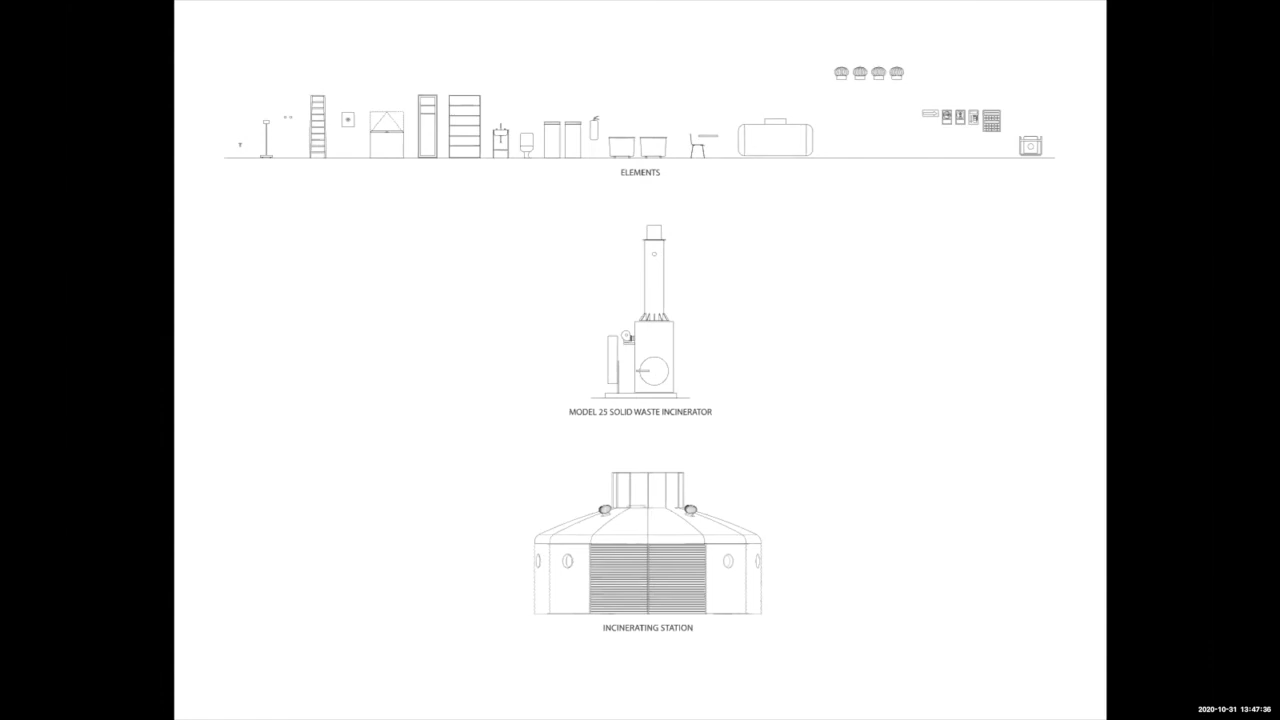 ELEMENTS
MODEL 25 SOLID WASTE INCINERATOR
INCINERATING STATION
2020-10-31 13:47:36